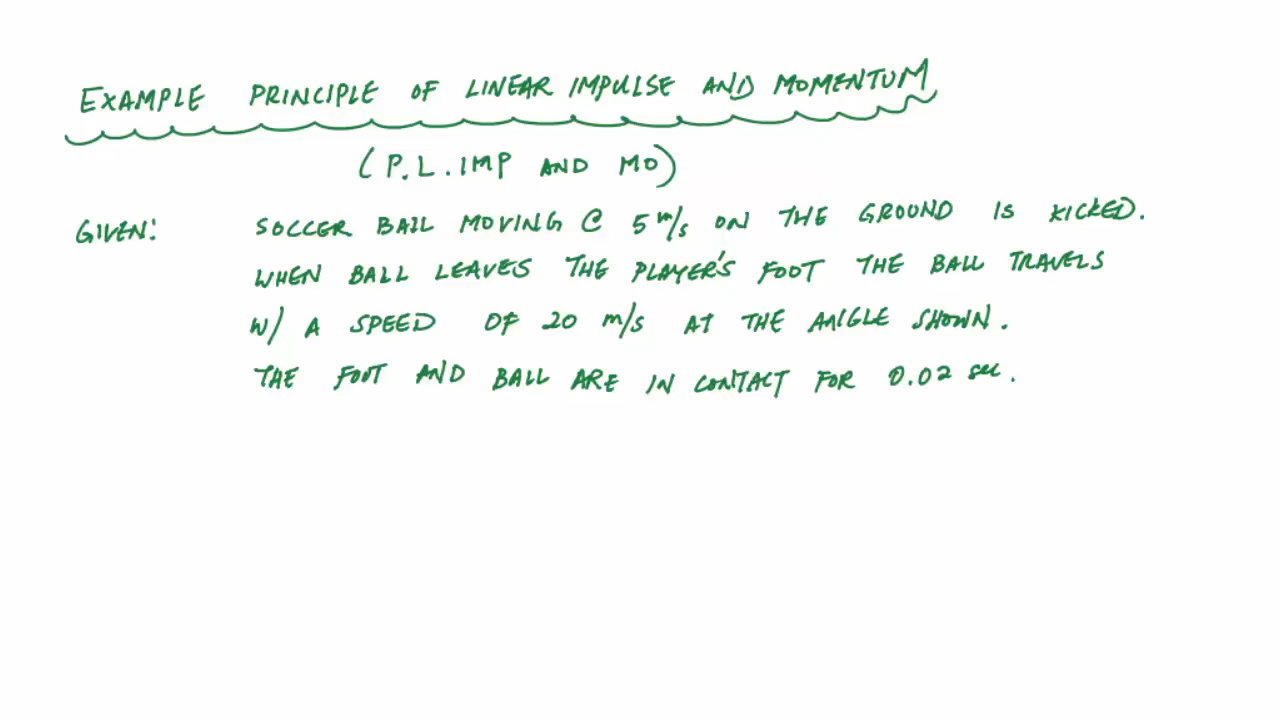 EXAMPLE PRINCIPLE OF LINEAR IMPULSE AND MOMENTUM
(P.L.IMP AND MO)
GIVEN: SOCCER BALL MOVING @ 5 m/s ON THE GROUND IS KICKED.
WHEN BALL LEAVES THE PLAYER'S FOOT THE BALL TRAVELS
W/ A SPEED OF 20 m/s AT THE ANGLE SHOWN.
THE FOOT AND BALL ARE IN CONTACT FOR 0.02 sec.